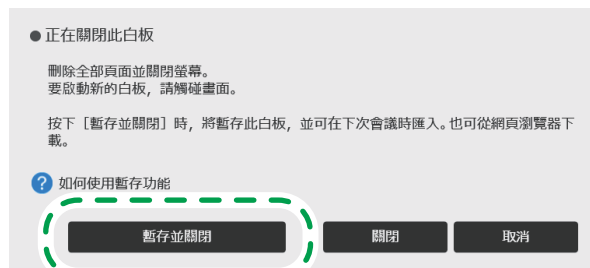 正在關閉此白板
刪除全部頁面並關閉螢幕。
要啟動新的白板，請觸碰畫面。
按下［暫存並關閉］時，將暫存此白板，並可在下次會議時匯入。也可從網頁瀏覽器下
載。
? 如何使用暫存功能
暫存並關閉
關閉
取消